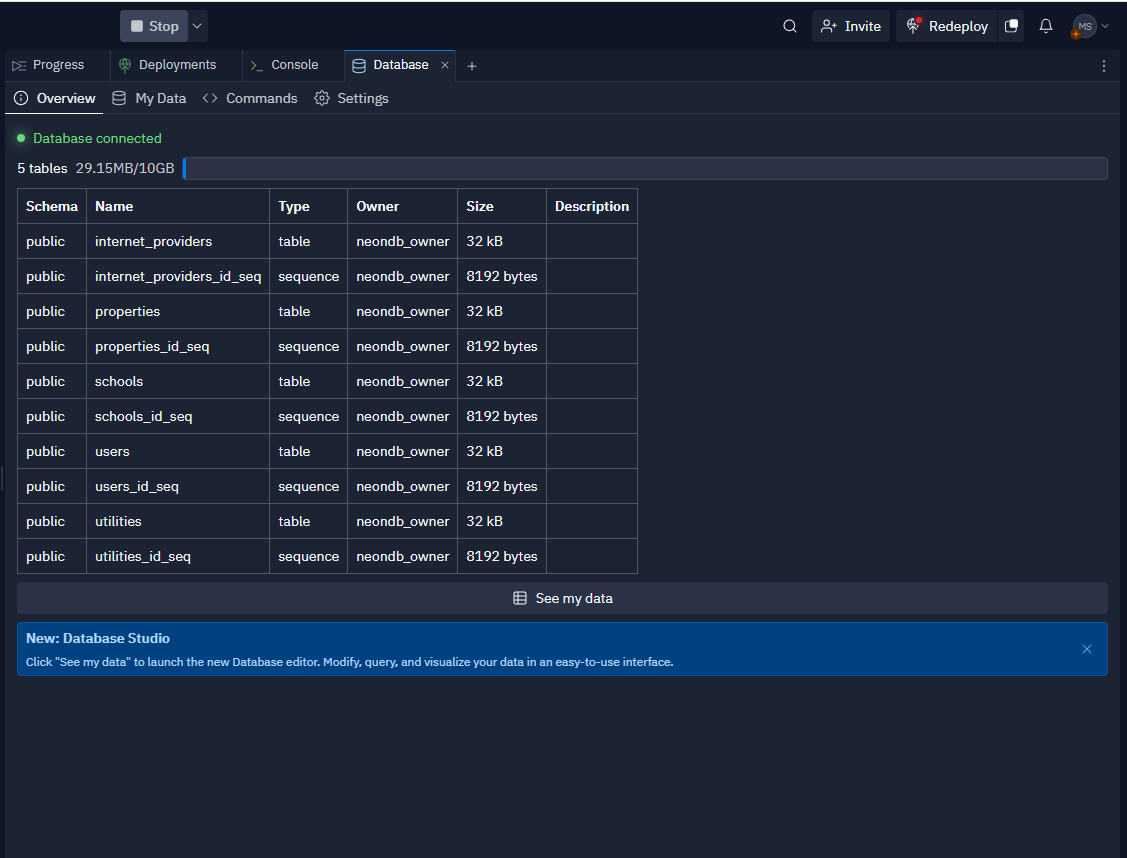 Stop Invite Redeploy MS
Progress Deployments Console Database
Overview My Data Commands Settings
Database connected
5 tables 29.15MB/10GB
Schema Name Type Owner Size Description
public internet_providers table neondb_owner 32 kB
public internet_providers_id_seq sequence neondb_owner 8192 bytes
public properties table neondb_owner 32 kB
public properties_id_seq sequence neondb_owner 8192 bytes
public schools table neondb_owner 32 kB
public schools_id_seq sequence neondb_owner 8192 bytes
public users table neondb_owner 32 kB
public users_id_seq sequence neondb_owner 8192 bytes
public utilities table neondb_owner 32 kB
public utilities_id_seq sequence neondb_owner 8192 bytes
See my data
New: Database Studio
Click "See my data" to launch the new Database editor. Modify, query, and visualize your data in an easy-to-use interface.